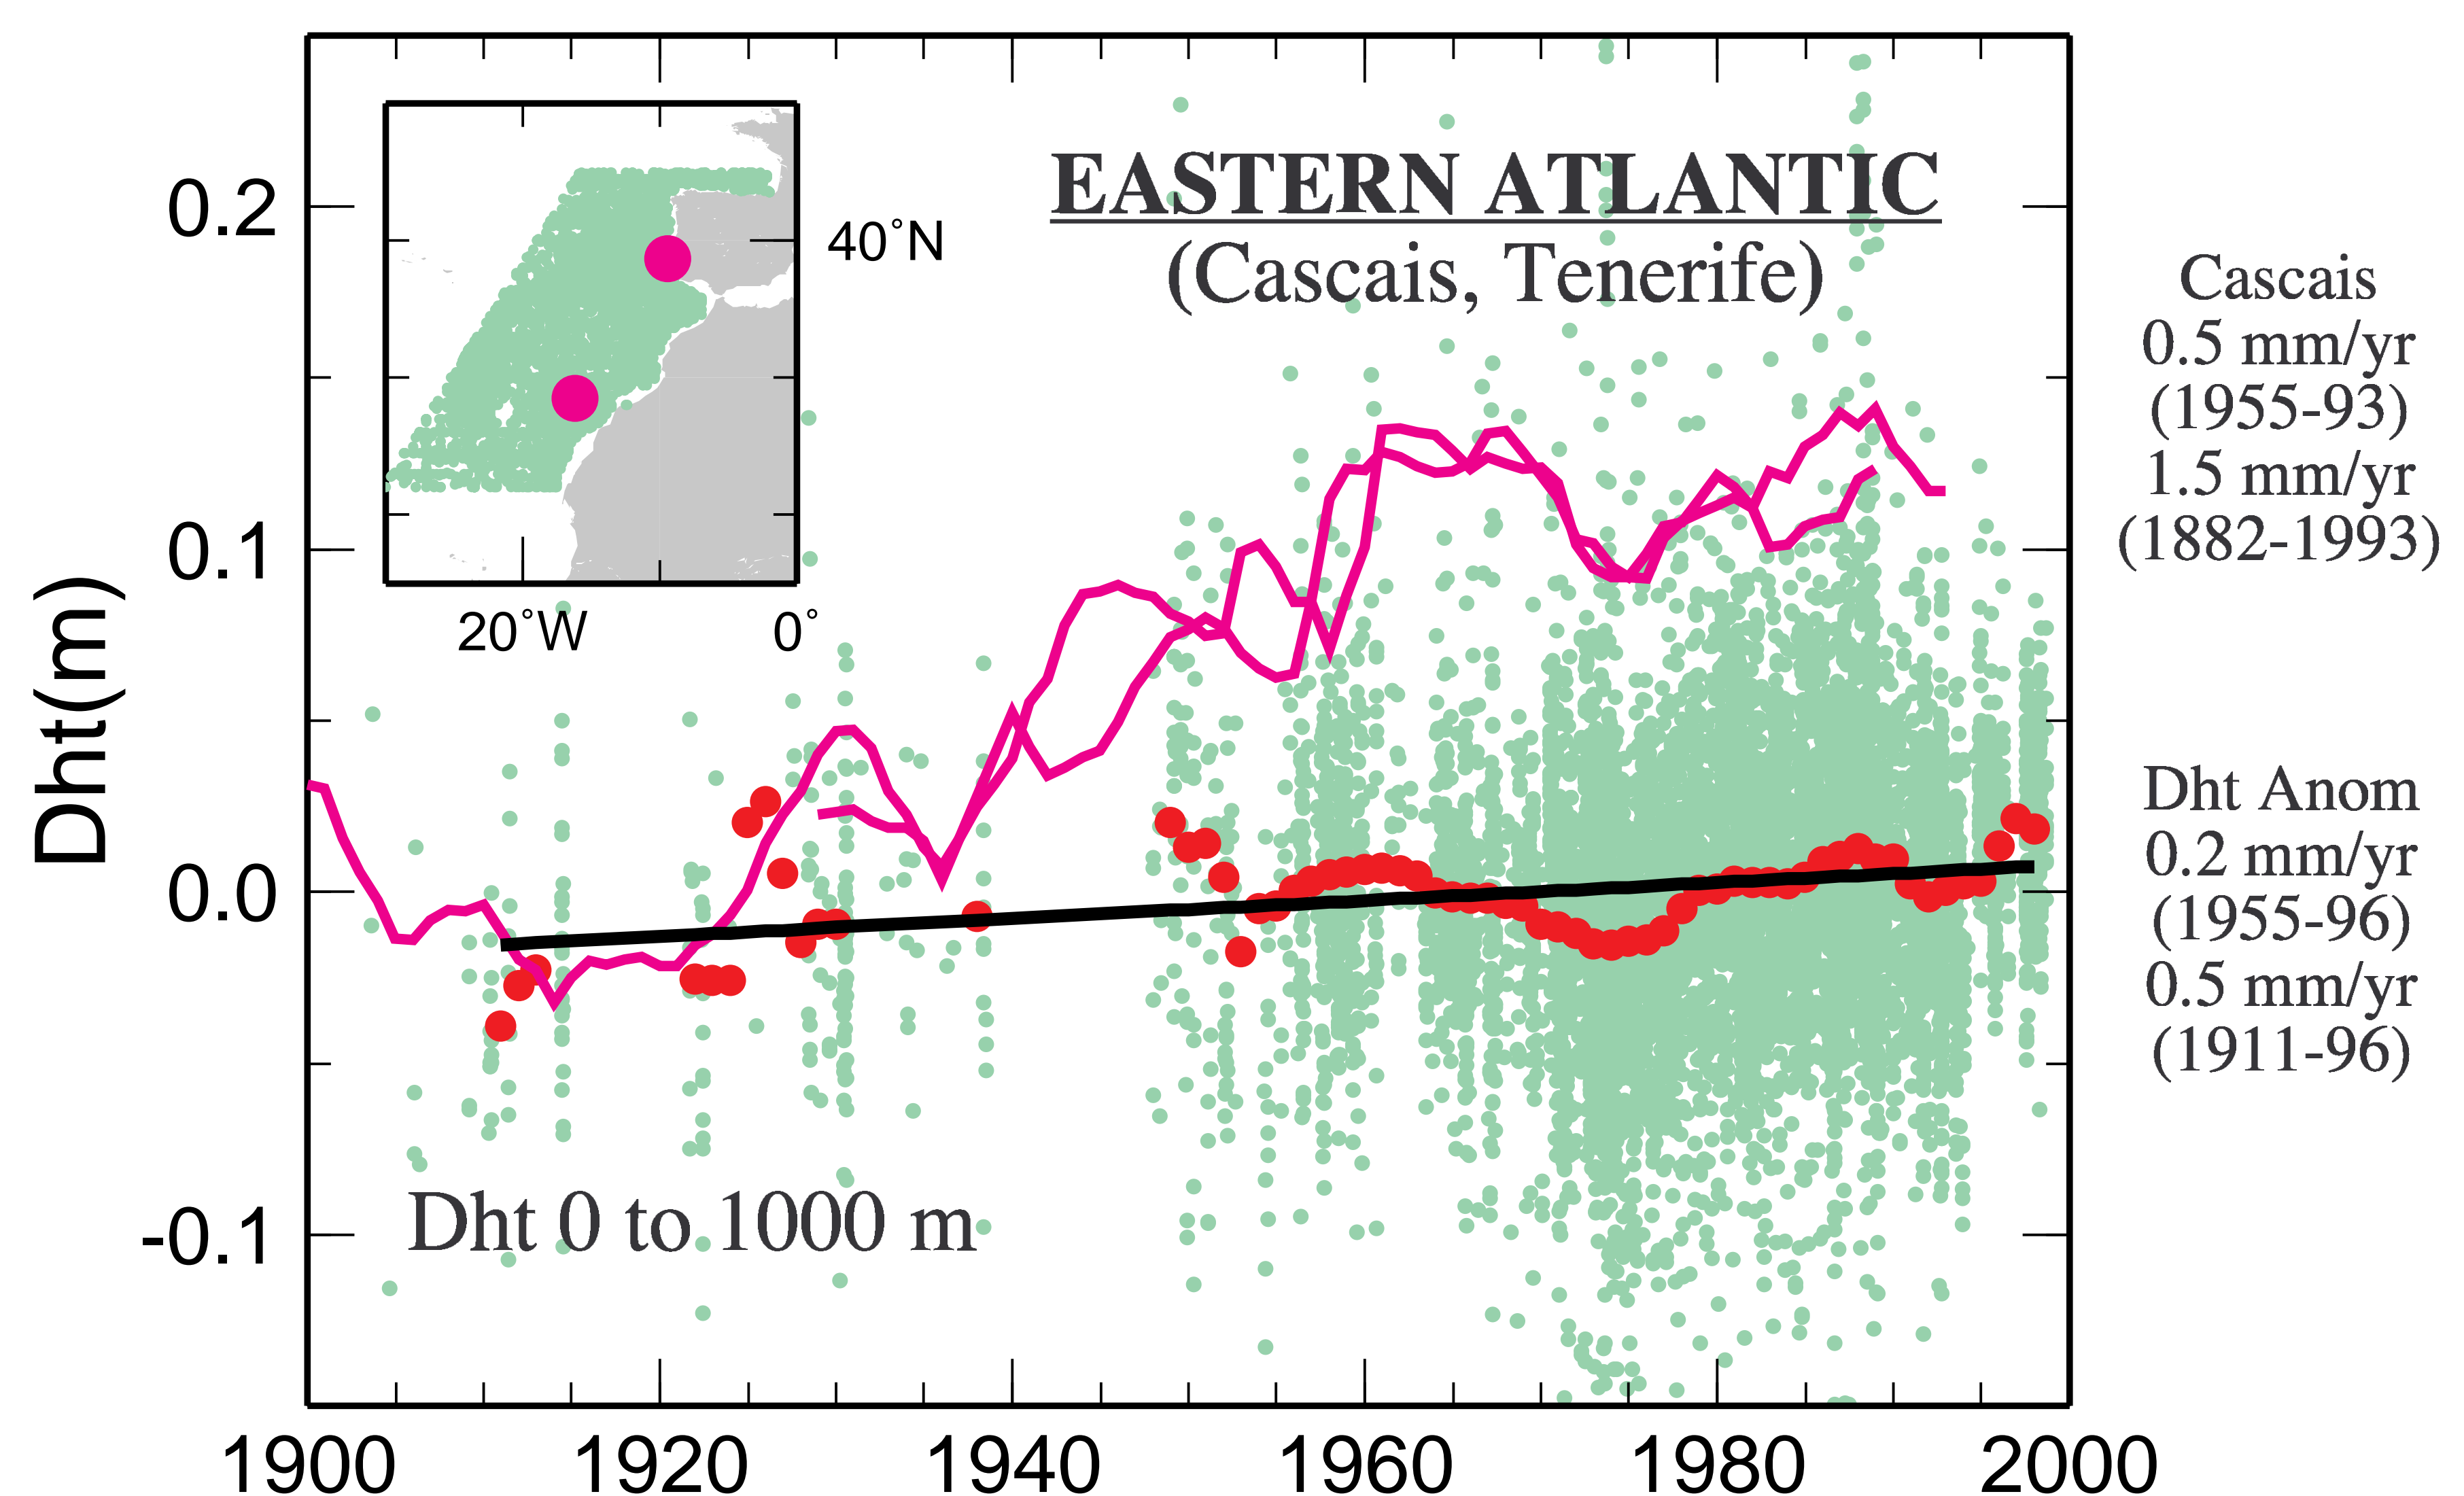 EASTERN ATLANTIC
(Cascais, Tenerife)
Dht(m)
0.2
0.1
0.0
-0.1
40°N
20°W
0°
Dht 0 to 1000 m
1900
1920
1940
1960
1980
2000
Cascais
0.5 mm/yr
(1955-93)
1.5 mm/yr
(1882-1993)
Dht Anom
0.2 mm/yr
(1955-96)
0.5 mm/yr
(1911-96)